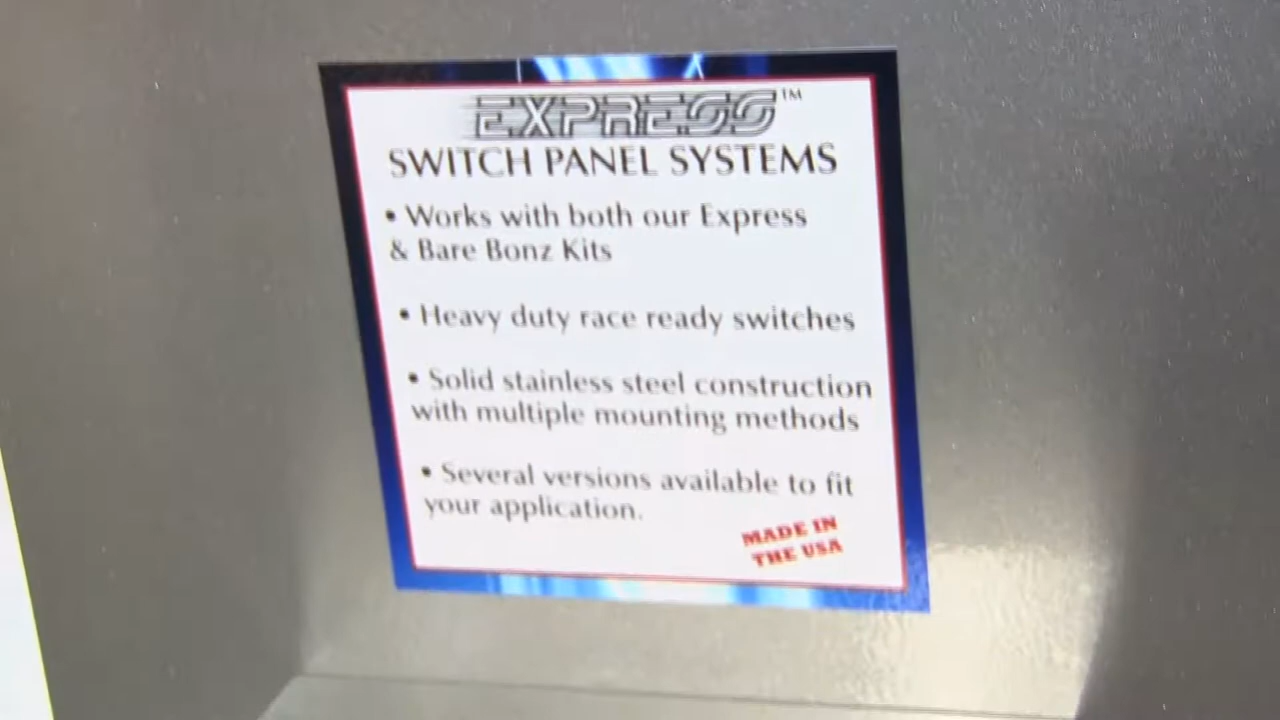 EXPRESS™
SWITCH PANEL SYSTEMS
• Works with both our Express
& Bare Bonz Kits
• Heavy duty race ready switches
• Solid stainless steel construction
with multiple mounting methods
• Several versions available to fit
your application.
MADE IN
THE USA